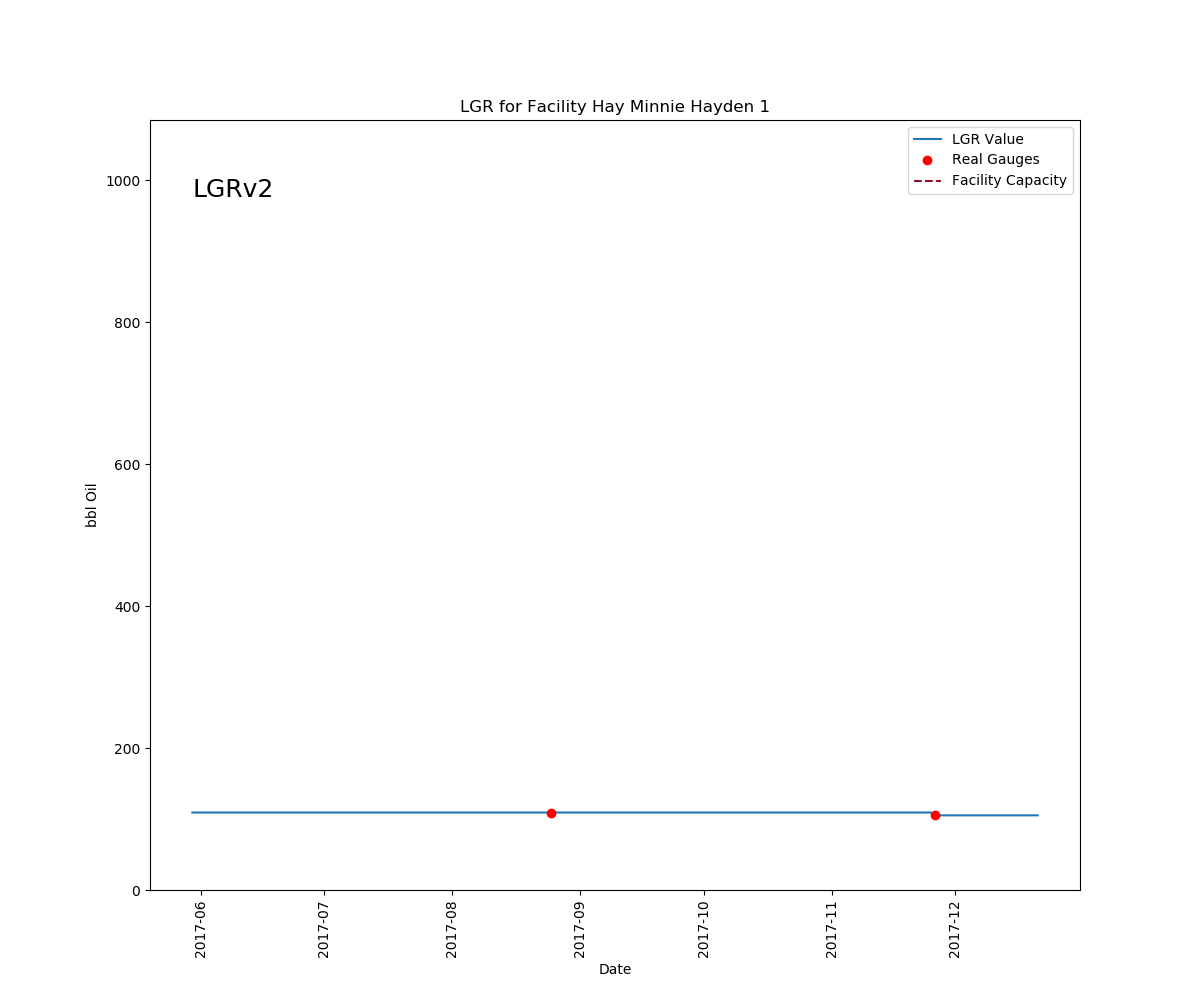 LGR for Facility Hay Minnie Hayden 1
LGR Value
Real Gauges
Facility Capacity
LGRv2
bbl Oil
1000
800
600
400
200
0
2017-06
2017-07
2017-08
2017-09
2017-10
2017-11
2017-12
Date